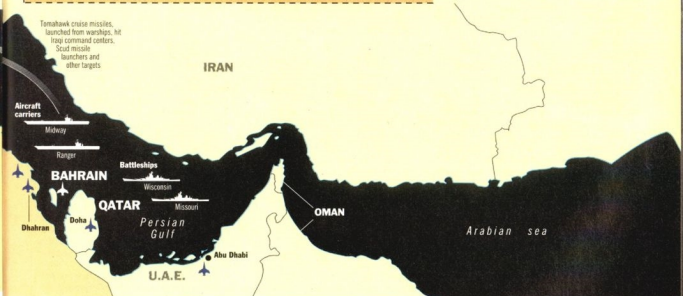 Tomahawk cruise missiles,
launched from warships, hit
Iraqi command centers,
Scud missile
launchers and
other targets
IRAN
Aircraft
carriers
Midway
Ranger
BAHRAIN
Battleships
Wisconsin
Missouri
QATAR
Doha
Persian
Gulf
OMAN
Arabian sea
Dhahran
Abu Dhabi
U.A.E.